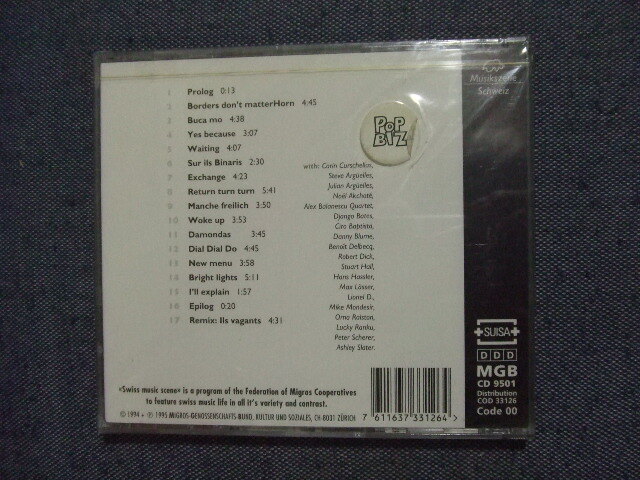 Musikszene
Schweiz
1 Prolog 0:13
2 Borders don't matterHorn 4:45
3 Buca mo 4:38
4 Yes because 3:07
5 Waiting 4:07
6 Sur ils Binaris 2:30
7 Exchange 4:23
8 Return turn turn 5:41
9 Manche freilich 3:50
10 Woke up 3:53
11 Damondas 3:45
12 Dial Dial Do 4:45
13 New menu 3:58
14 Bright lights 5:11
15 I'll explain 1:57
16 Epilog 0:20
17 Remix: Ils vagants 4:31
POP
BIZ
with: Corin Curschellas,
Steve Argüelles,
Julian Argüelles,
Noël Akchoté,
Alex Balanescu Quartet,
Django Bates,
Cito Baptista,
Danny Blume,
Benoît Delbecq,
Robert Dick,
Stuart Hall,
Hans Hassler,
Max Lässer,
Lionel D.,
Mike Mondesir,
Orna Ralston,
Lucky Ranku,
Peter Scherer,
Ashley Slater.
SUISA
DDD
MGB
CD 9501
Distribution
COD 33126
Code 00
«Swiss music scene» is a program of the Federation of Migros Cooperatives
to feature swiss music life in all it's variety and contrast.
© 1994 + ℗ 1995 MIGROS-GENOSSENSCHAFTS-BUND, KULTUR UND SOZIALES, CH-8031 ZÜRICH
7 611637 331264 >